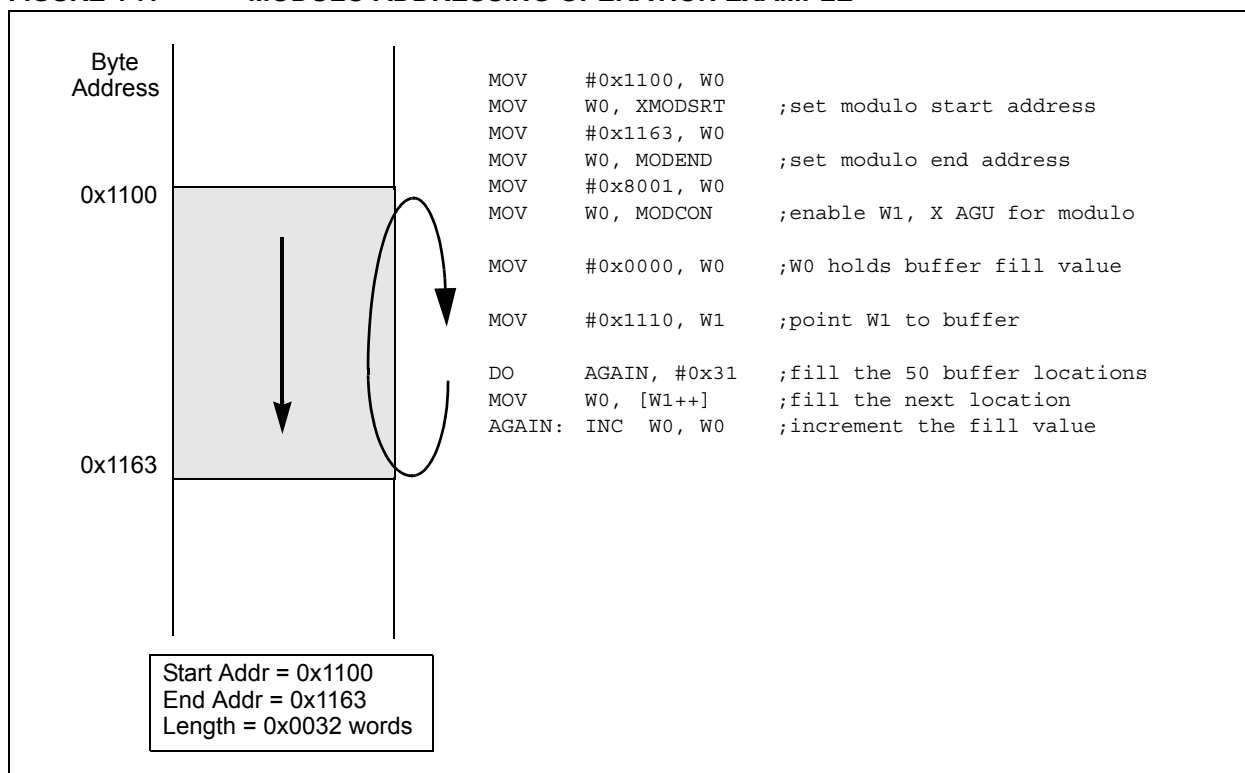 Byte
Address
0x1100
0x1163
MOV #0x1100, W0
MOV W0, XMODSRT ;set modulo start address
MOV #0x1163, W0
MOV W0, MODEND ;set modulo end address
MOV #0x8001, W0
MOV W0, MODCON ;enable W1, X AGU for modulo
MOV #0x0000, W0 ;W0 holds buffer fill value
MOV #0x1110, W1 ;point W1 to buffer
DO AGAIN, #0x31 ;fill the 50 buffer locations
MOV W0, [W1++] ;fill the next location
AGAIN: INC W0, W0 ;increment the fill value
Start Addr = 0x1100
End Addr = 0x1163
Length = 0x0032 words